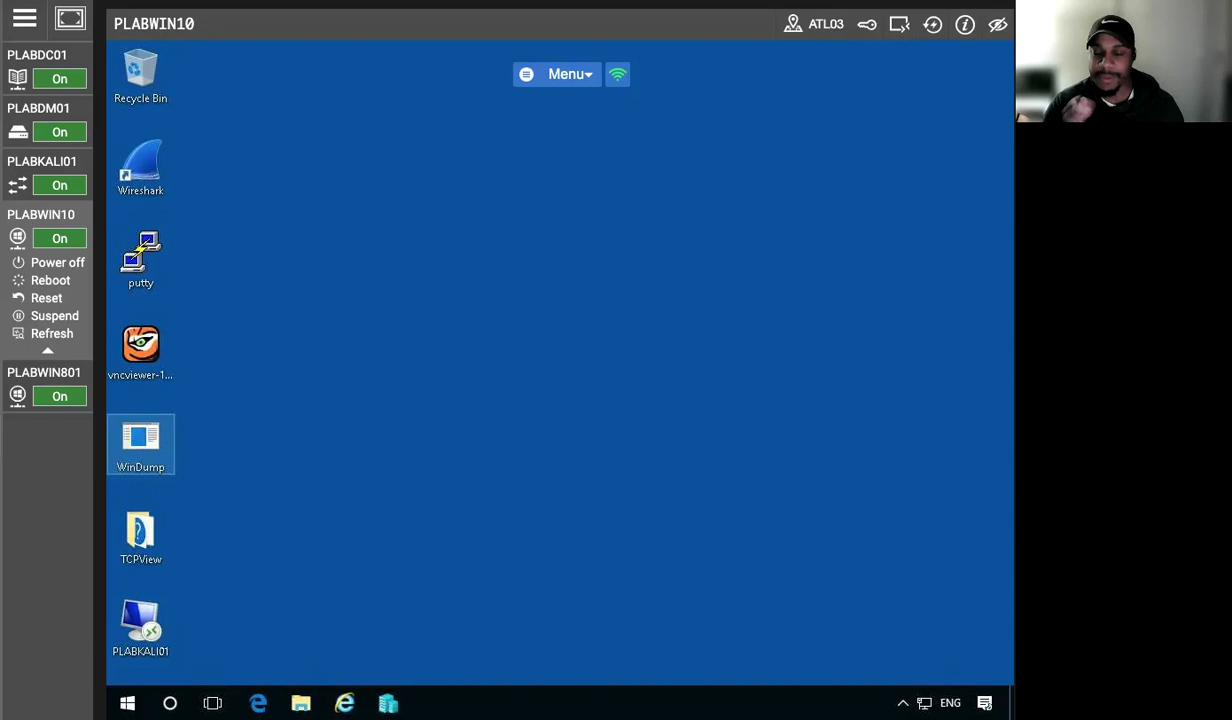 PLABWIN10
ATL03
PLABDC01
On
PLABDM01
On
PLABKALI01
On
PLABWIN10
On
Power off
Reboot
Reset
Suspend
Refresh
PLABWIN801
On
Menu
Recycle Bin
Wireshark
putty
vncviewer-1...
WinDump
TCPView
PLABKALI01
ENG